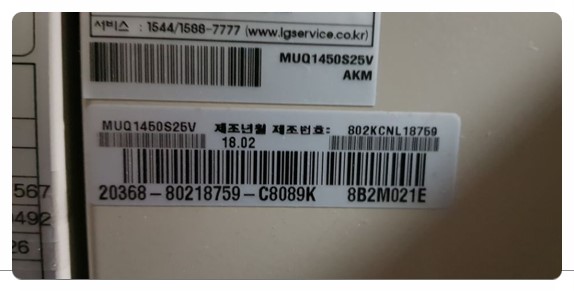 서비스 : 1544/1588-7777 (www.lgservice.co.kr)
MUQ1450S25V
AKM
MUQ1450S25V 제조년월 제조번호: 802KCNL18759
18.02
20368-80218759-C8089K 8B2M021E
567
492
26